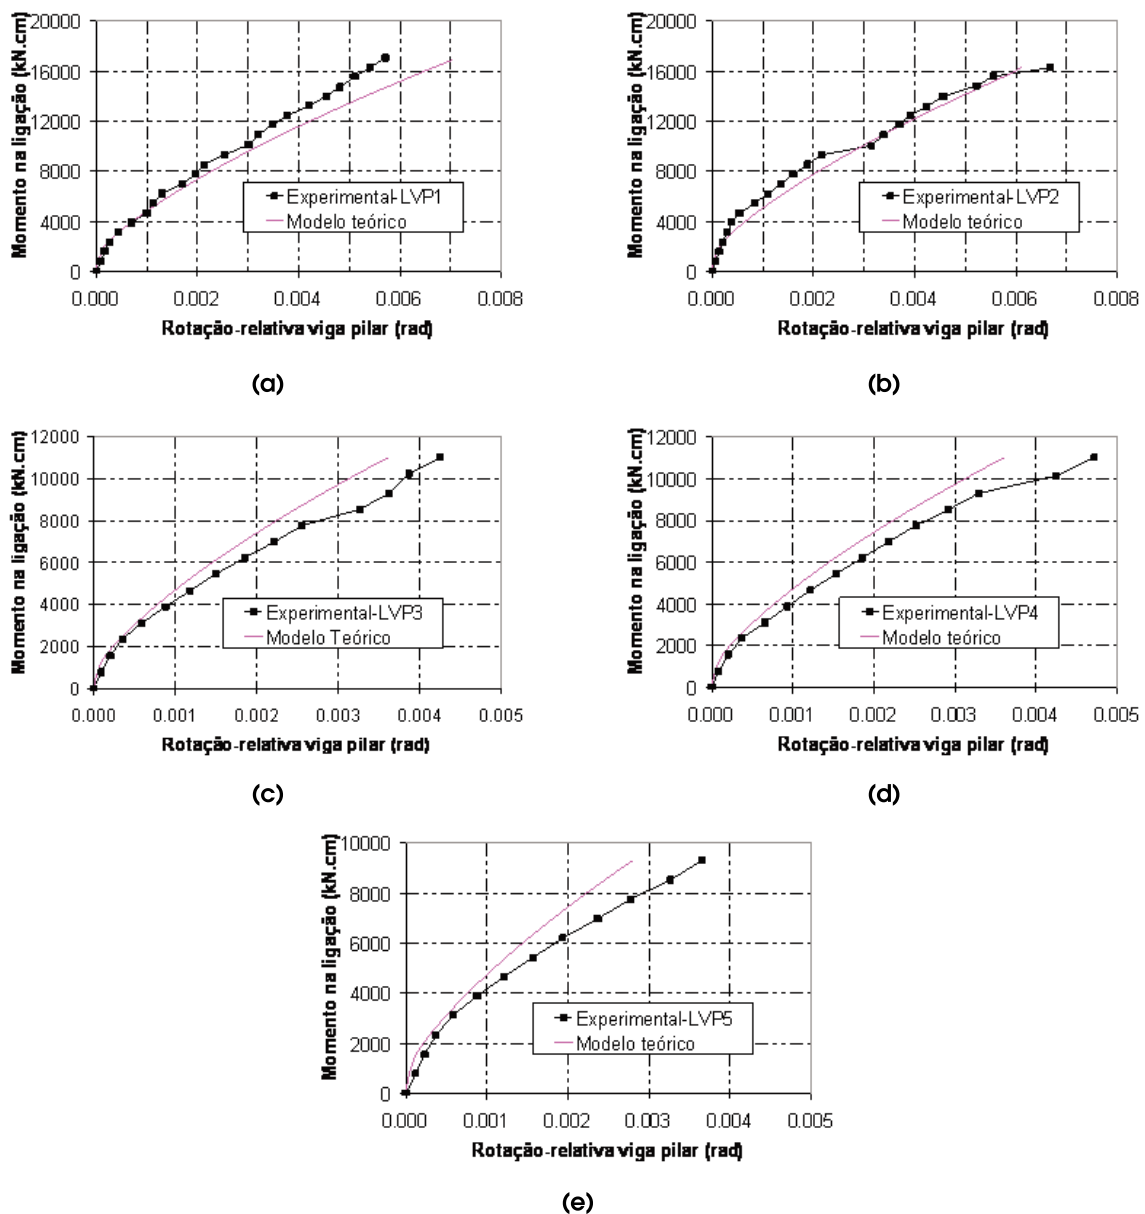 Momento na ligação (kN.cm)
20000
16000
12000
8000
4000
0
Experimental-LVP1
Modelo teórico
0.000 0.002 0.004 0.006 0.008
Rotação-relativa viga pilar (rad)
(a)
Momento na ligação (kN.cm)
20000
16000
12000
8000
4000
0
Experimental-LVP2
Modelo teórico
0.000 0.002 0.004 0.006 0.008
Rotação-relativa viga pilar (rad)
(b)
Momento na ligação (kN.cm)
12000
10000
8000
6000
4000
2000
0
Experimental-LVP3
Modelo Teórico
0.000 0.001 0.002 0.003 0.004 0.005
Rotação-relativa viga pilar (rad)
(c)
Momento na ligação (kN.cm)
12000
10000
8000
6000
4000
2000
0
Experimental-LVP4
Modelo teórico
0.000 0.001 0.002 0.003 0.004 0.005
Rotação-relativa viga pilar (rad)
(d)
Momento na ligação (kN.cm)
10000
8000
6000
4000
2000
0
Experimental-LVP5
Modelo teórico
0.000 0.001 0.002 0.003 0.004 0.005
Rotação-relativa viga pilar (rad)
(e)